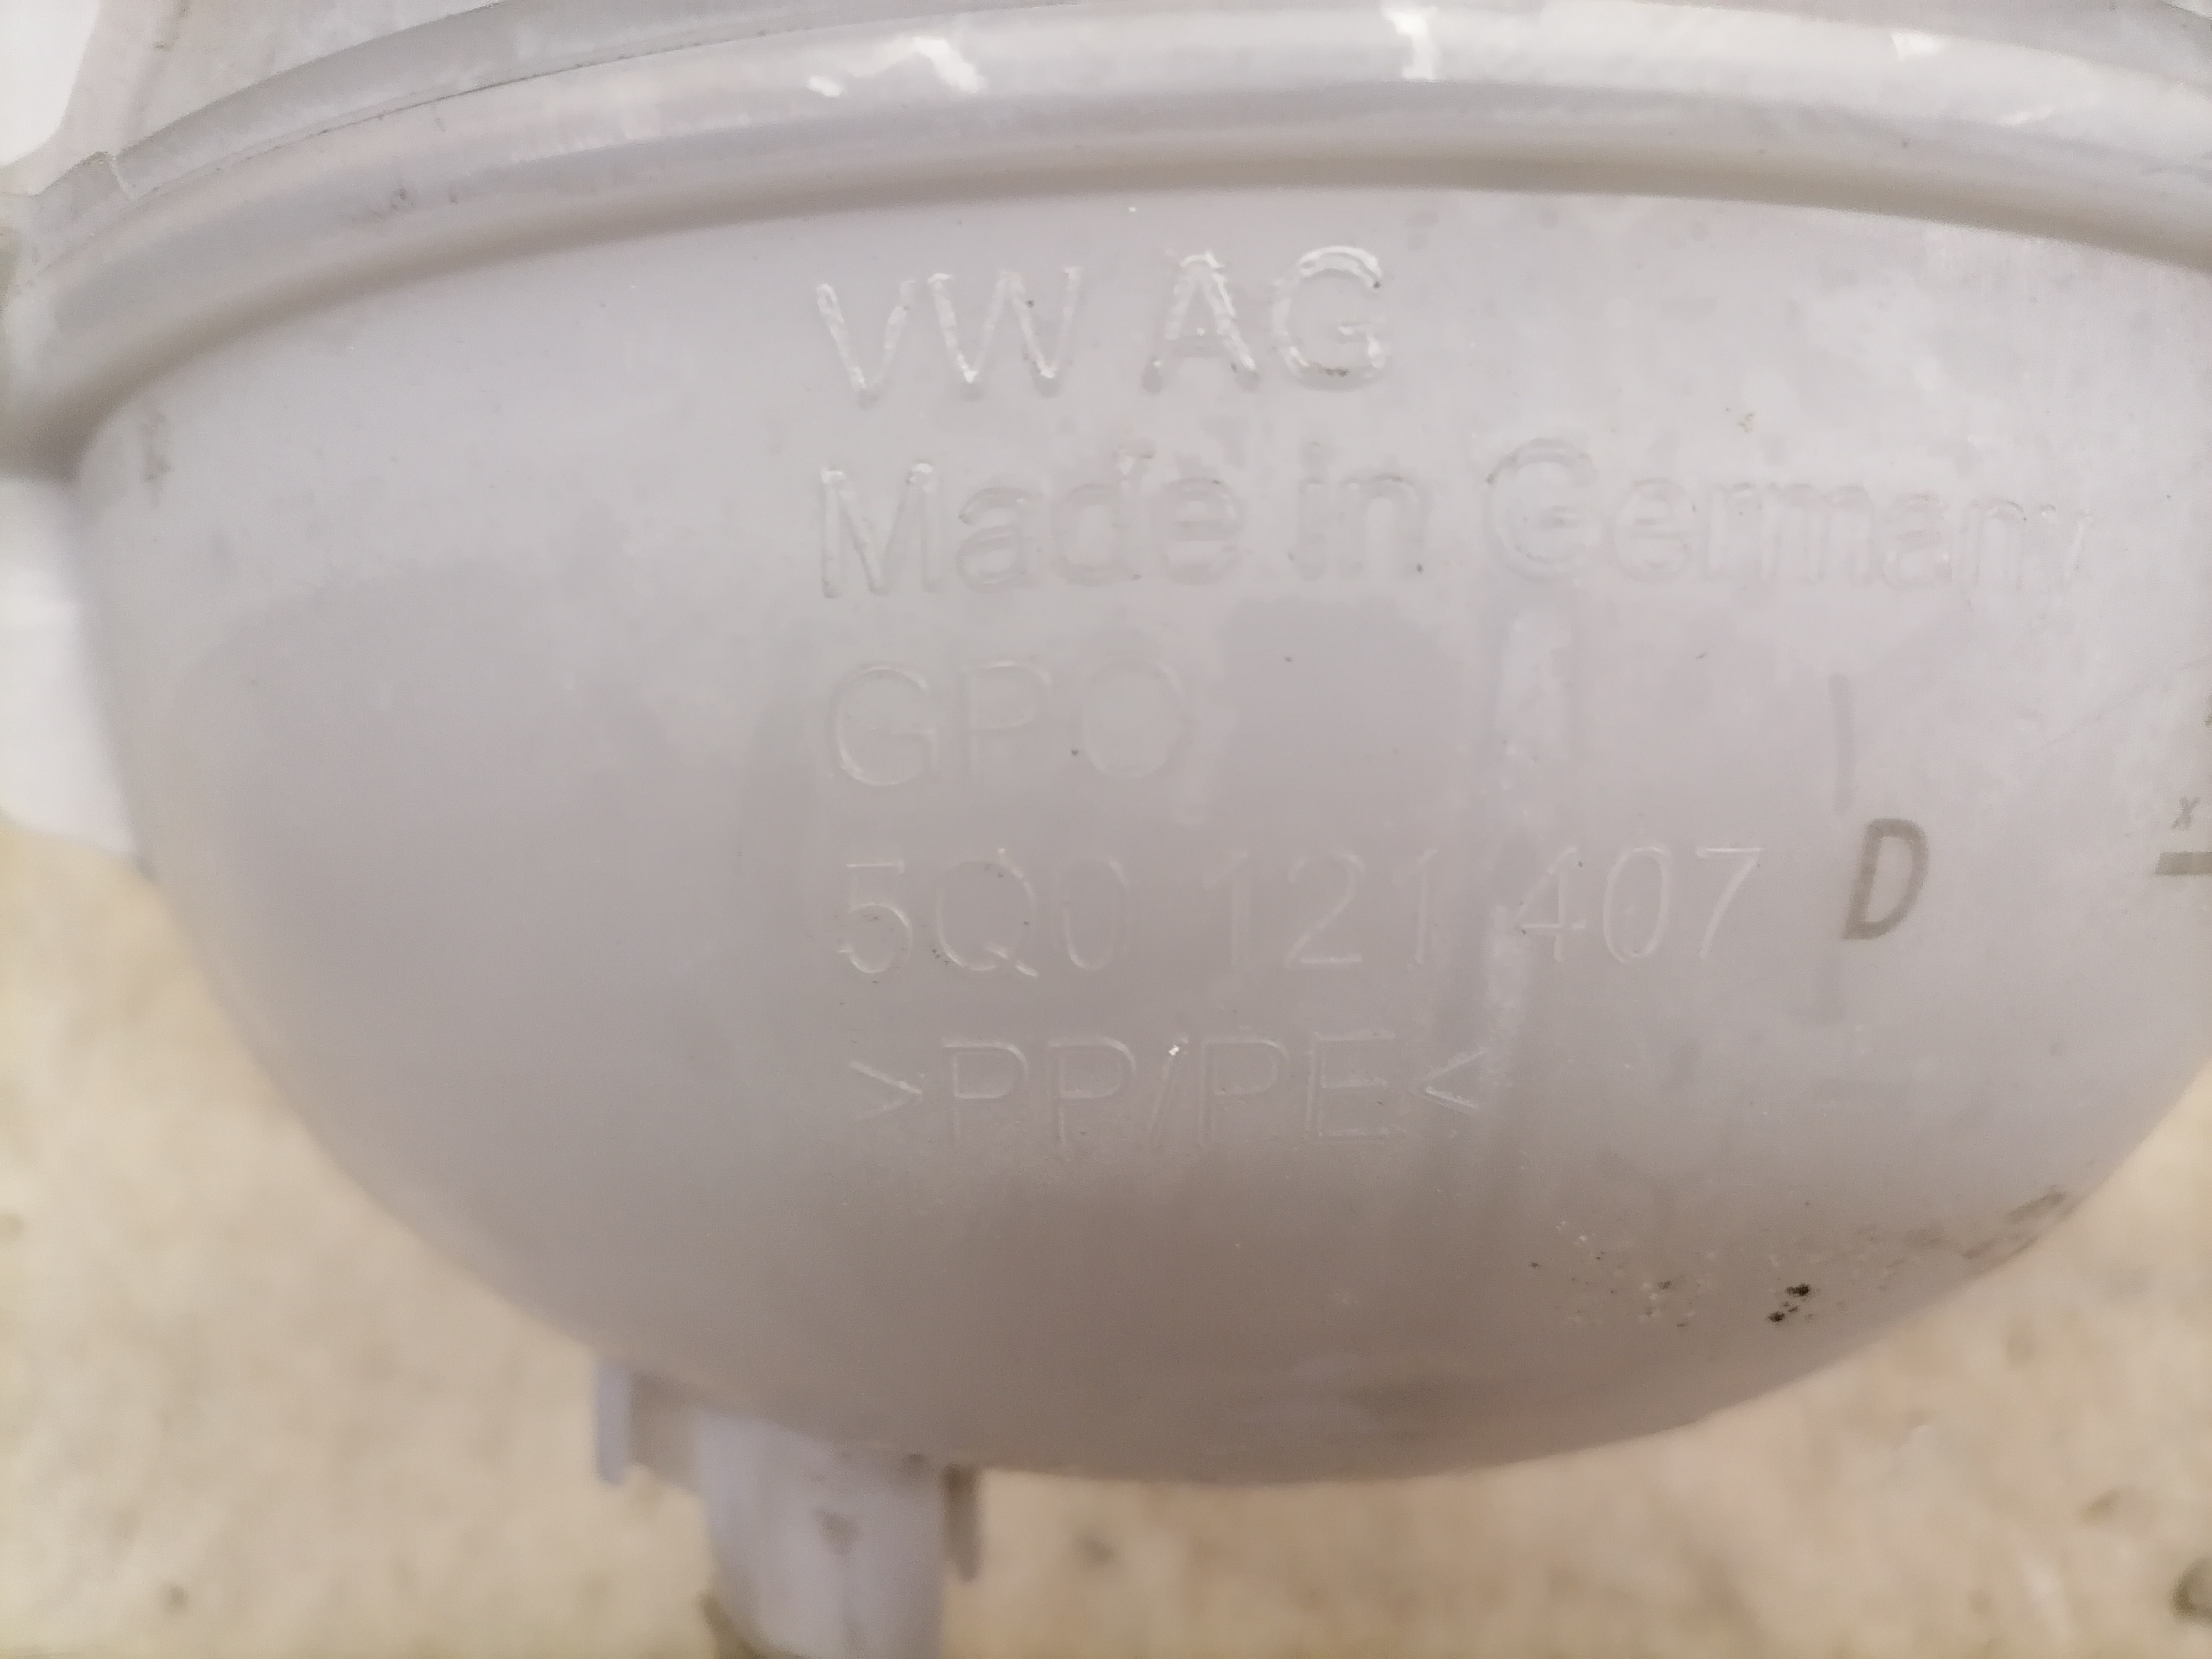 VW AG
Made in Germany
GPO
5Q0 121 407 D
>PP/PE<